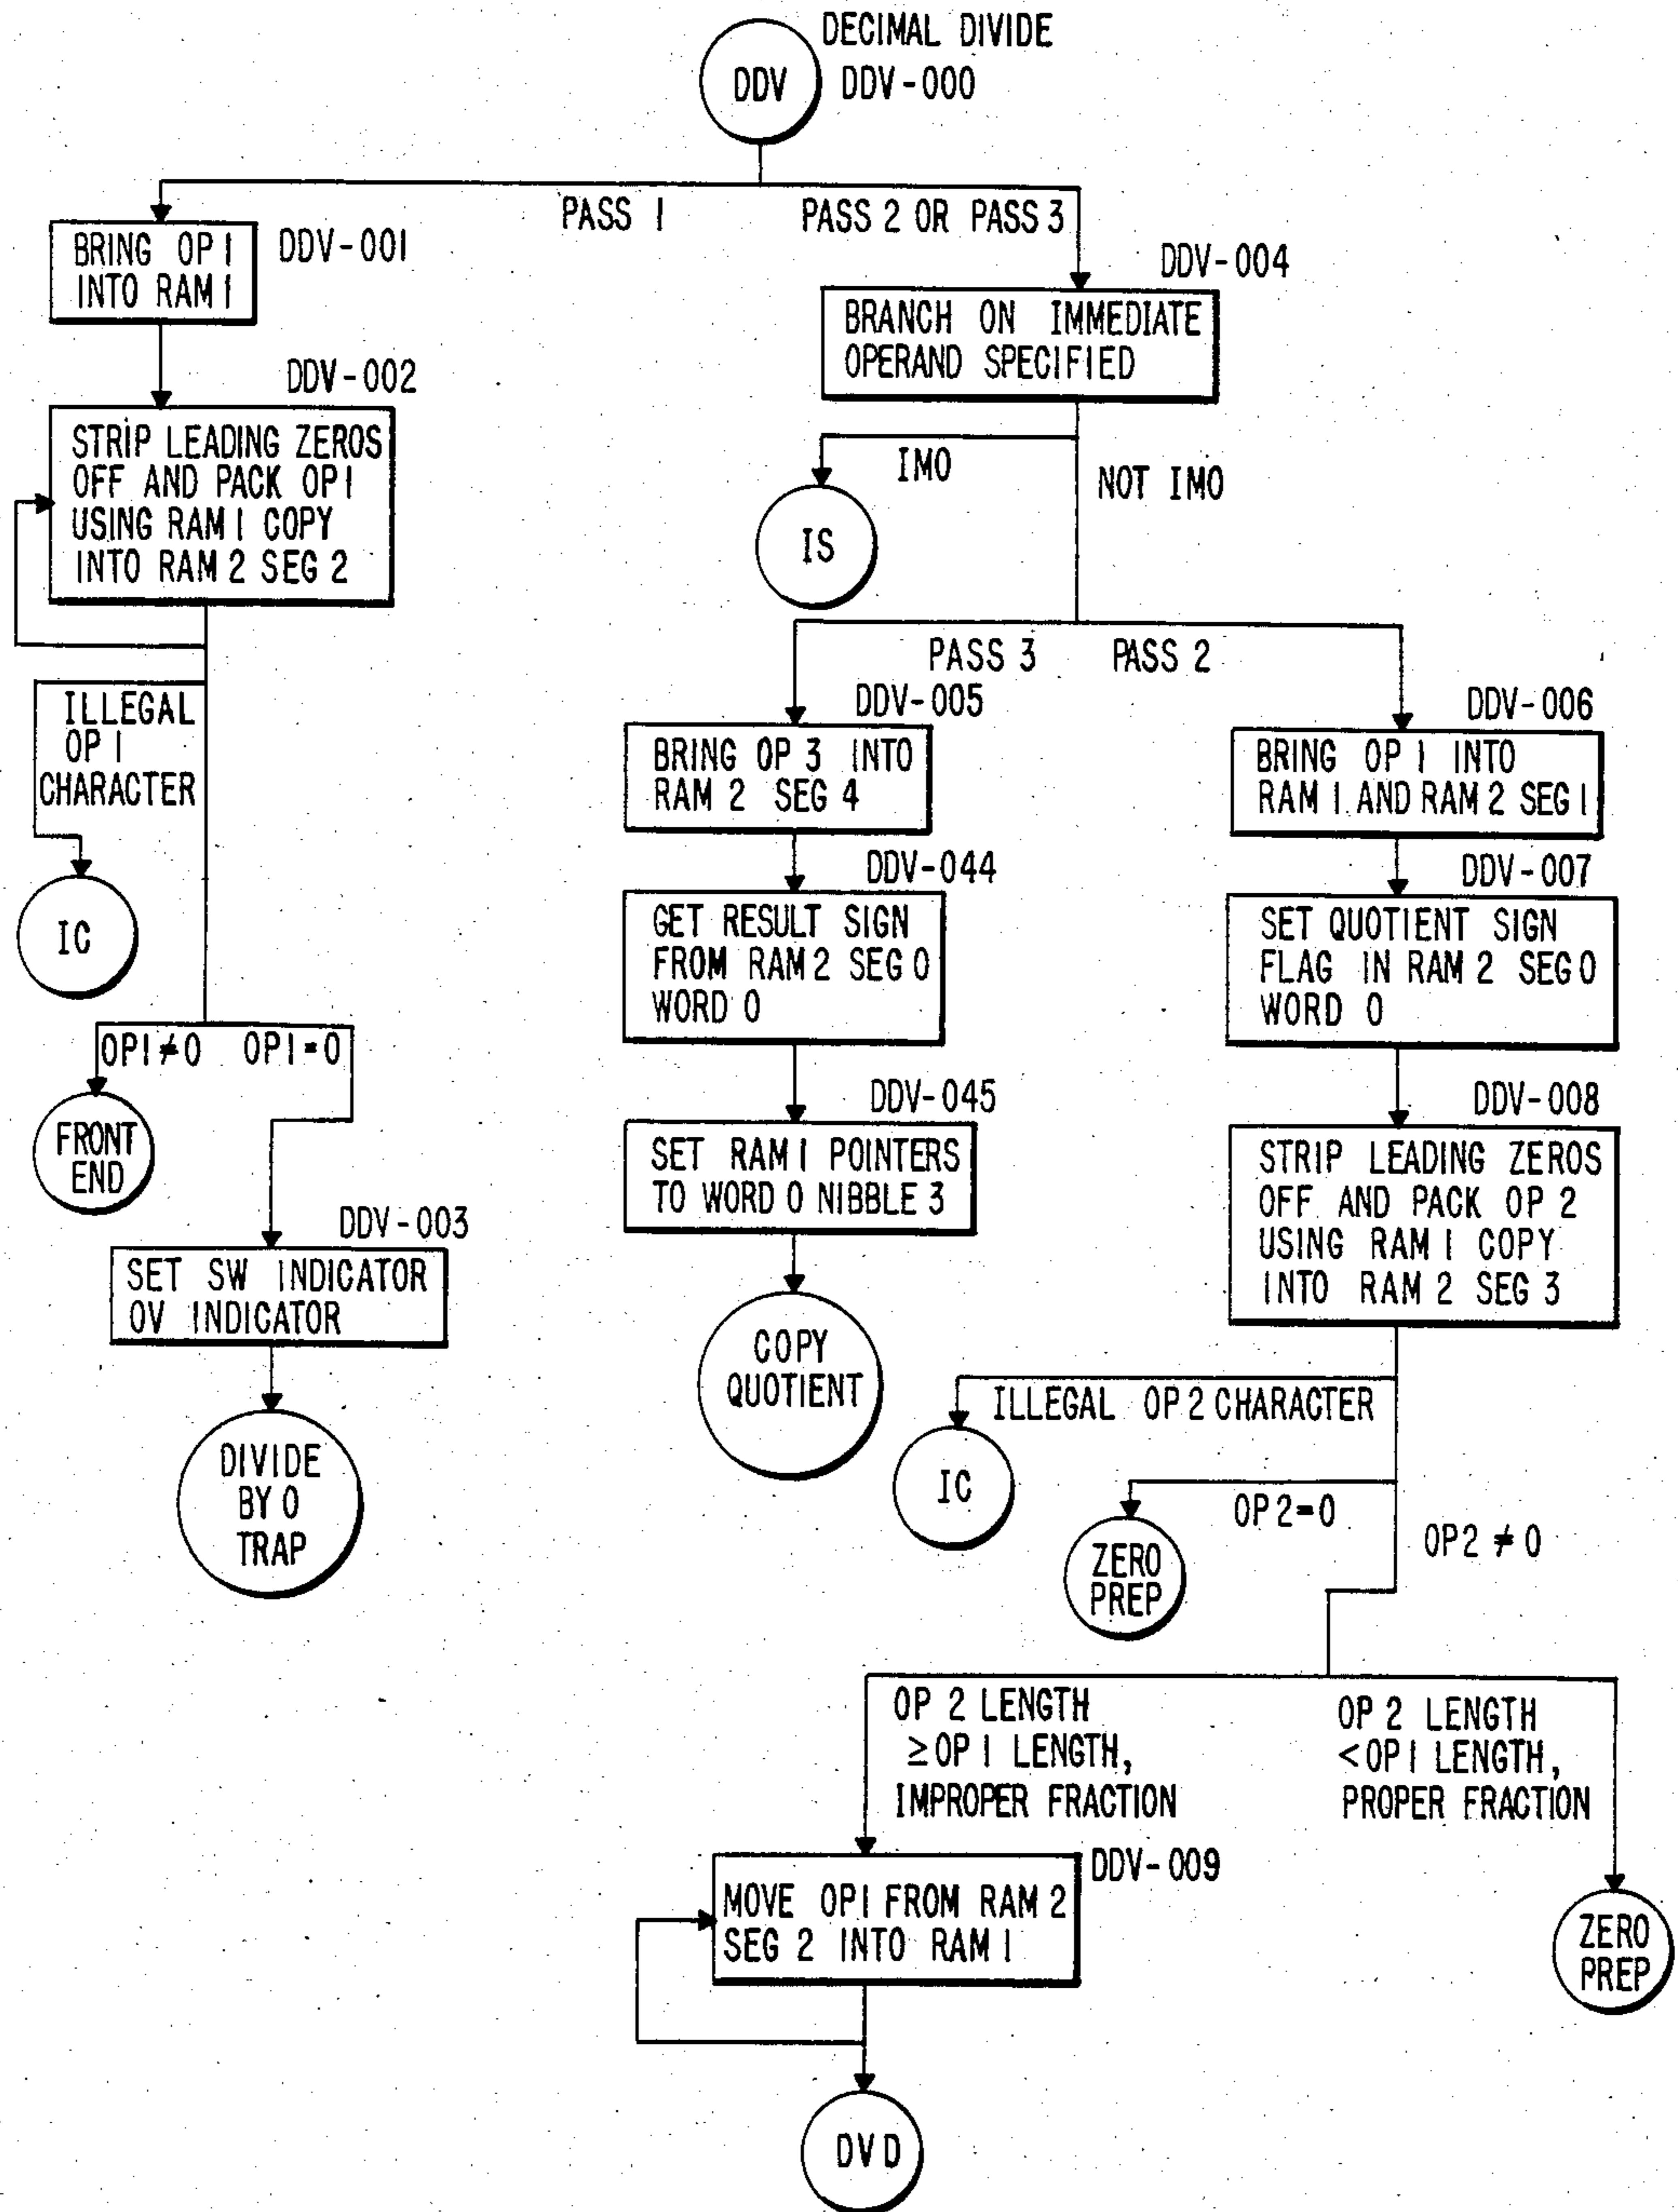 DECIMAL DIVIDE
DDV
DDV-000
PASS 1
PASS 2 OR PASS 3
BRING OP 1
INTO RAM 1
DDV-001
DDV-004
BRANCH ON IMMEDIATE
OPERAND SPECIFIED
DDV-002
STRIP LEADING ZEROS
OFF AND PACK OP 1
USING RAM 1 COPY
INTO RAM 2 SEG 2
IMO
NOT IMO
IS
ILLEGAL
OP 1
CHARACTER
IC
OP1≠0
OP1=0
FRONT
END
DDV-003
SET SW INDICATOR
OV INDICATOR
DIVIDE
BY 0
TRAP
PASS 3
PASS 2
DDV-005
BRING OP 3 INTO
RAM 2 SEG 4
DDV-044
GET RESULT SIGN
FROM RAM 2 SEG 0
WORD 0
DDV-045
SET RAM 1 POINTERS
TO WORD 0 NIBBLE 3
COPY
QUOTIENT
DDV-006
BRING OP 1 INTO
RAM 1 AND RAM 2 SEG 1
DDV-007
SET QUOTIENT SIGN
FLAG IN RAM 2 SEG 0
WORD 0
DDV-008
STRIP LEADING ZEROS
OFF AND PACK OP 2
USING RAM 1 COPY
INTO RAM 2 SEG 3
ILLEGAL OP 2 CHARACTER
IC
OP 2=0
OP2 ≠ 0
ZERO
PREP
OP 2 LENGTH
≥OP 1 LENGTH,
IMPROPER FRACTION
OP 2 LENGTH
<OP 1 LENGTH,
PROPER FRACTION
DDV-009
MOVE OP1 FROM RAM 2
SEG 2 INTO RAM 1
ZERO
PREP
DVD